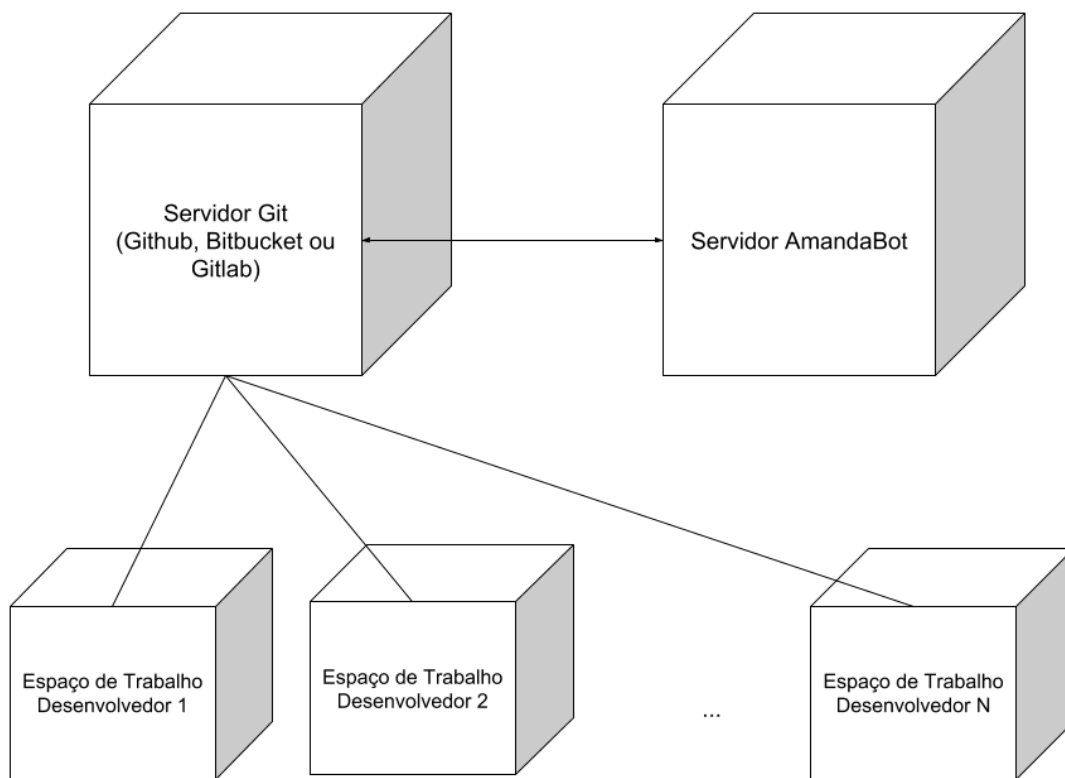 Servidor Git
(Github, Bitbucket ou
Gitlab)
Servidor AmandaBot
Espaço de Trabalho
Desenvolvedor 1
Espaço de Trabalho
Desenvolvedor 2
...
Espaço de Trabalho
Desenvolvedor N